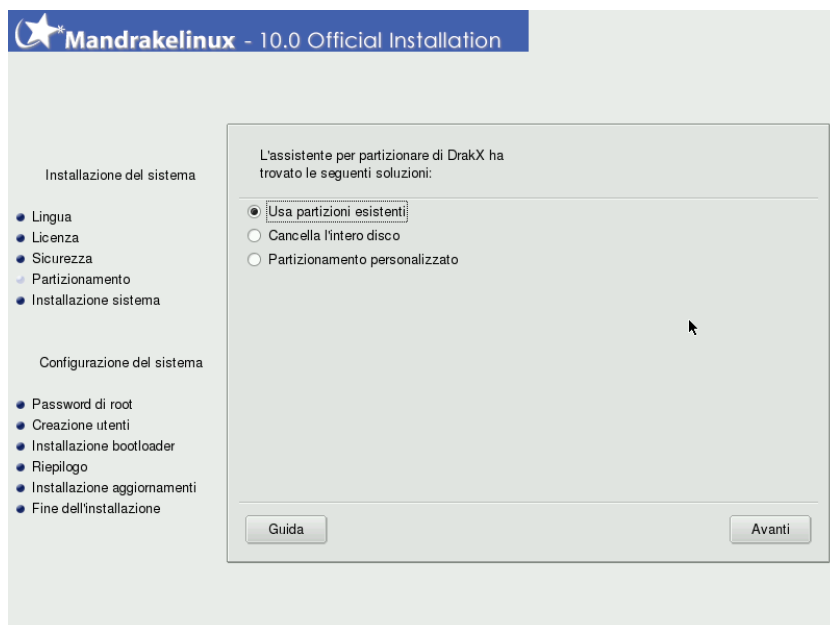 Mandrakelinux - 10.0 Official Installation
Installazione del sistema
Lingua
Licenza
Sicurezza
Partizionamento
Installazione sistema
Configurazione del sistema
Password di root
Creazione utenti
Installazione bootloader
Riepilogo
Installazione aggiornamenti
Fine dell'installazione
L'assistente per partizionare di DrakX ha
trovato le seguenti soluzioni:
Usa partizioni esistenti
Cancella l'intero disco
Partizionamento personalizzato
Guida
Avanti